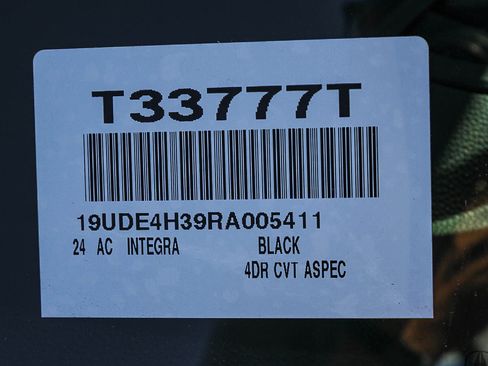 T33777T
19UDE4H39RA005411
24 AC INTEGRA BLACK
4DR CVT ASPEC